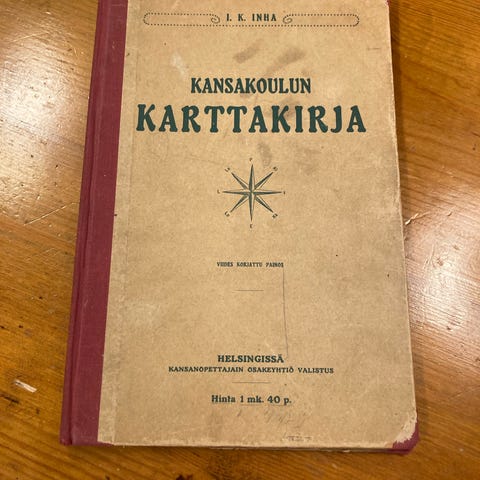 I. K. INHA
KANSAKOULUN
KARTTAKIRJA
P
I
L
E
VIIDES KORJATTU PAINOS
HELSINGISSÄ
KANSANOPETTAJAIN OSAKEYHTIÖ VALISTUS
Hinta 1 mk. 40 p.